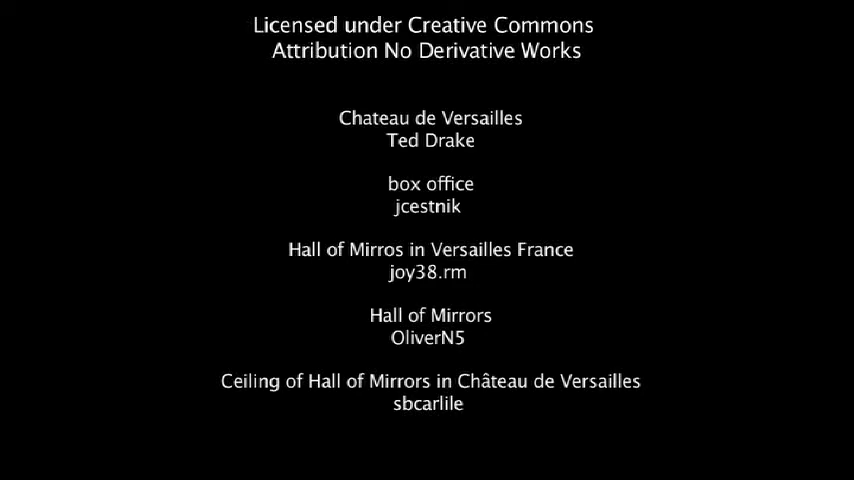 Licensed under Creative Commons
Attribution No Derivative Works
Chateau de Versailles
Ted Drake
box office
jcestnik
Hall of Mirros in Versailles France
joy38.rm
Hall of Mirrors
OliverN5
Ceiling of Hall of Mirrors in Château de Versailles
sbcarlile